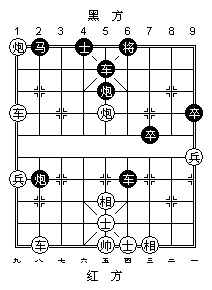 黑方
1 2 3 4 5 6 7 8 9
炮 马 士 将
车
炮
车 炮 卒
卒
兵
兵 炮 车
相
士
车 帅 士 相
九 八 七 六 五 四 三 二 一
红方